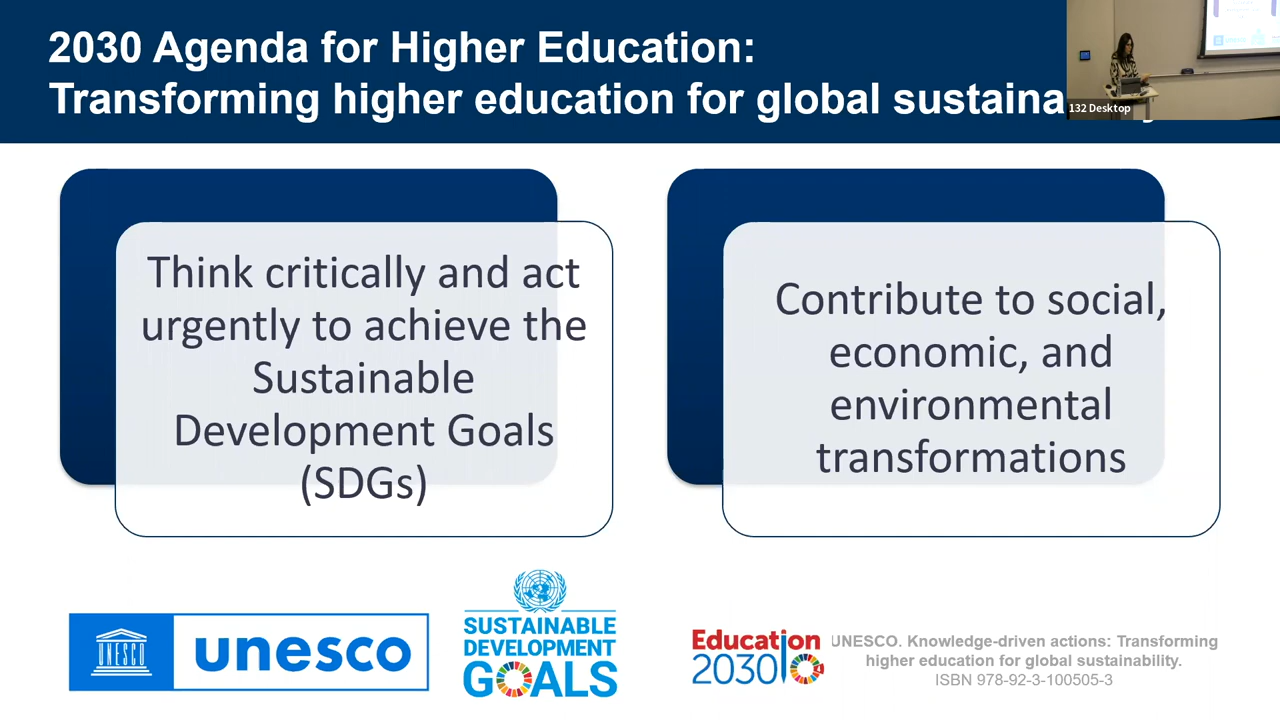 2030 Agenda for Higher Education:
Transforming higher education for global
132 Desktop
Think critically and act
urgently to achieve the
Sustainable
Development Goals
(SDGs)
Contribute to social,
economic, and
environmental
transformations
UNESCO
unesco
SUSTAINABLE
DEVELOPMENT
GOALS
Education
2030
UNESCO. Knowledge-driven actions: Transforming
higher education for global sustainability.
ISBN 978-92-3-100505-3